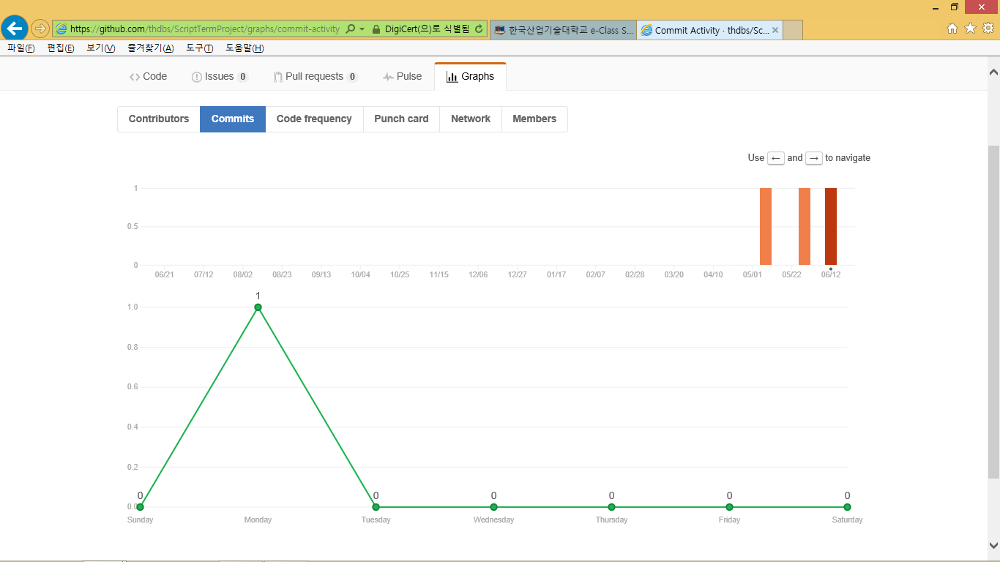 https://github.com/thdbs/ScriptTermProject/graphs/commit-activity DigiCert(으)로 식별됨 한국산업기술대학교 e-Class S... Commit Activity · thdbs/Sc...
파일(F) 편집(E) 보기(V) 즐겨찾기(A) 도구(T) 도움말(H)
Code Issues 0 Pull requests 0 Pulse Graphs
Contributors Commits Code frequency Punch card Network Members
Use ← and → to navigate
1
0.5
0
06/21 07/12 08/02 08/23 09/13 10/04 10/25 11/15 12/06 12/27 01/17 02/07 02/28 03/20 04/10 05/01 05/22 06/12
1
1.0
0.8
0.6
0.4
0.2
0 0 0 0 0 0
0.0
Sunday Monday Tuesday Wednesday Thursday Friday Saturday